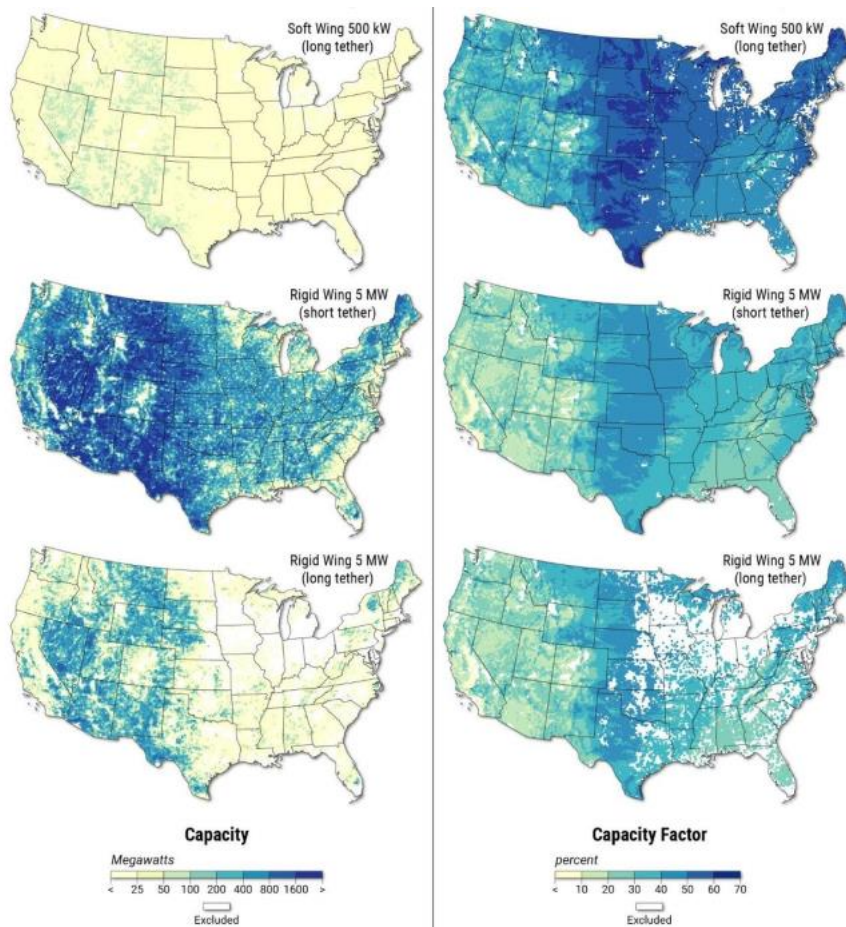 Soft Wing 500 kW
(long tether)
Soft Wing 500 kW
(long tether)
Rigid Wing 5 MW
(short tether)
Rigid Wing 5 MW
(short tether)
Rigid Wing 5 MW
(long tether)
Rigid Wing 5 MW
(long tether)
Capacity
Megawatts
< 25 50 100 200 400 800 1600 >
Excluded
Capacity Factor
percent
< 10 20 30 40 50 60 70
Excluded